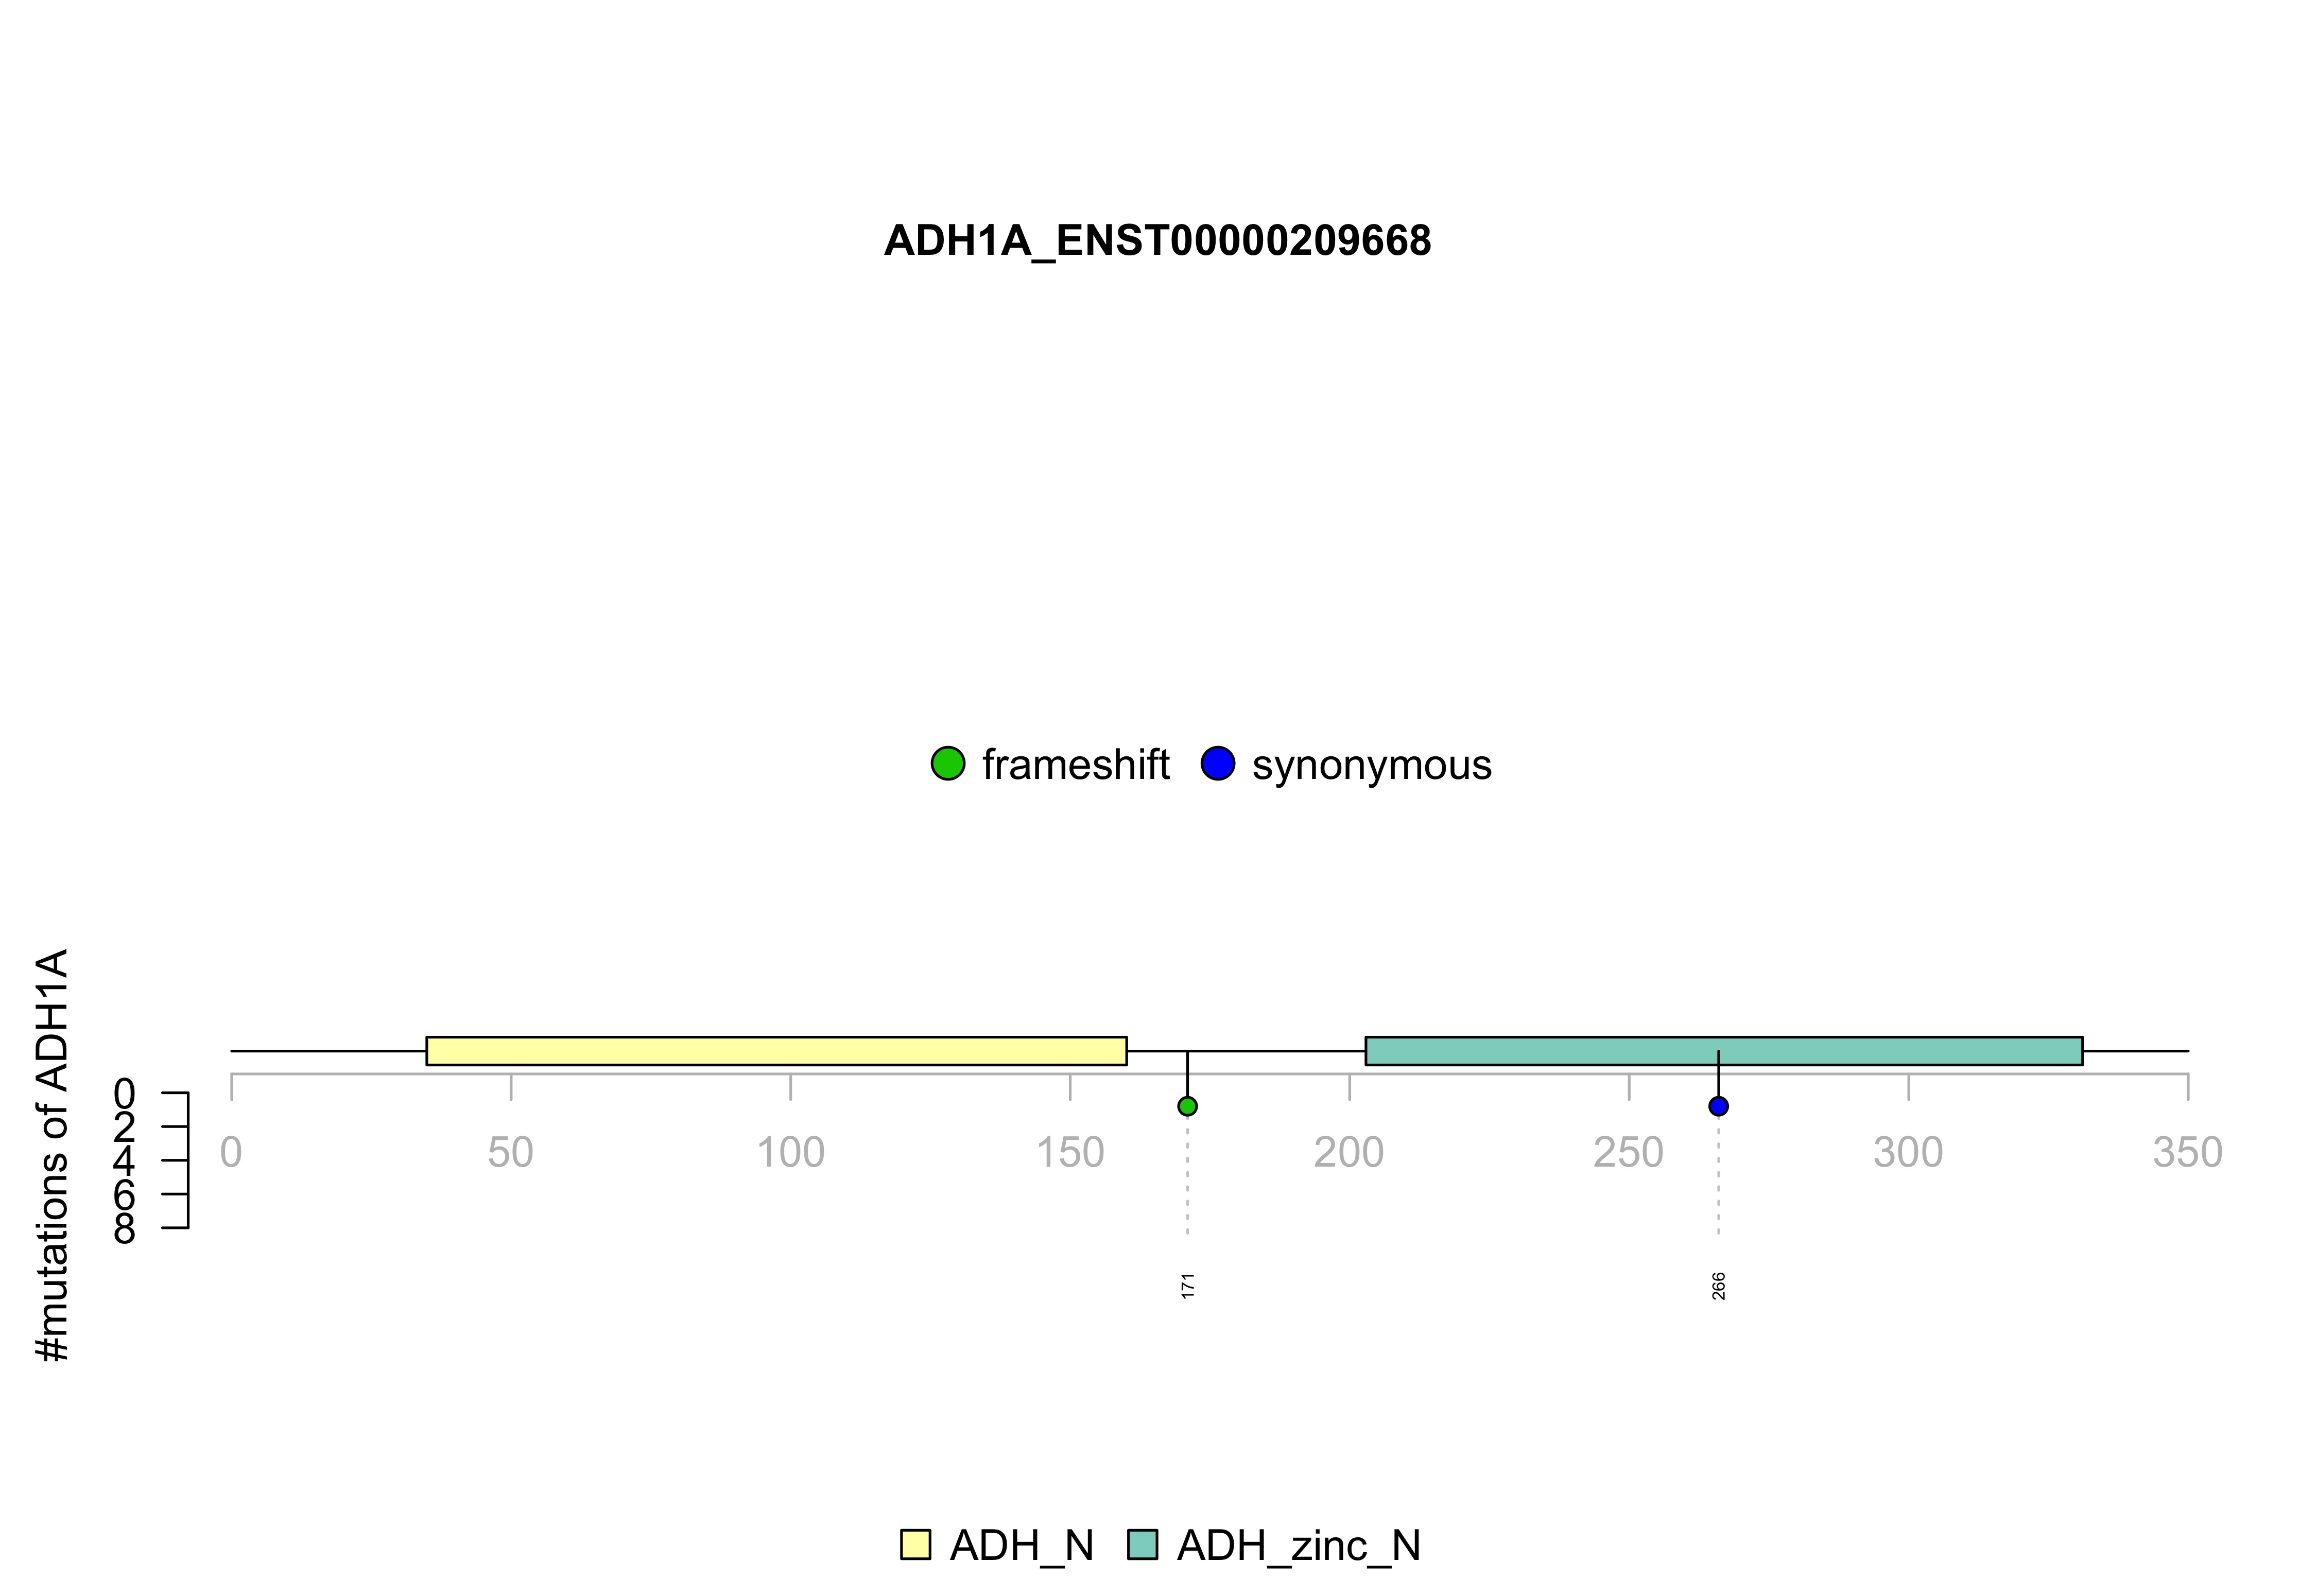 ADH1A_ENST00000209668
frameshift synonymous
#mutations of ADH1A
0
2
4
6
8
0 50 100 150 200 250 300 350
171 266
ADH_N ADH_zinc_N